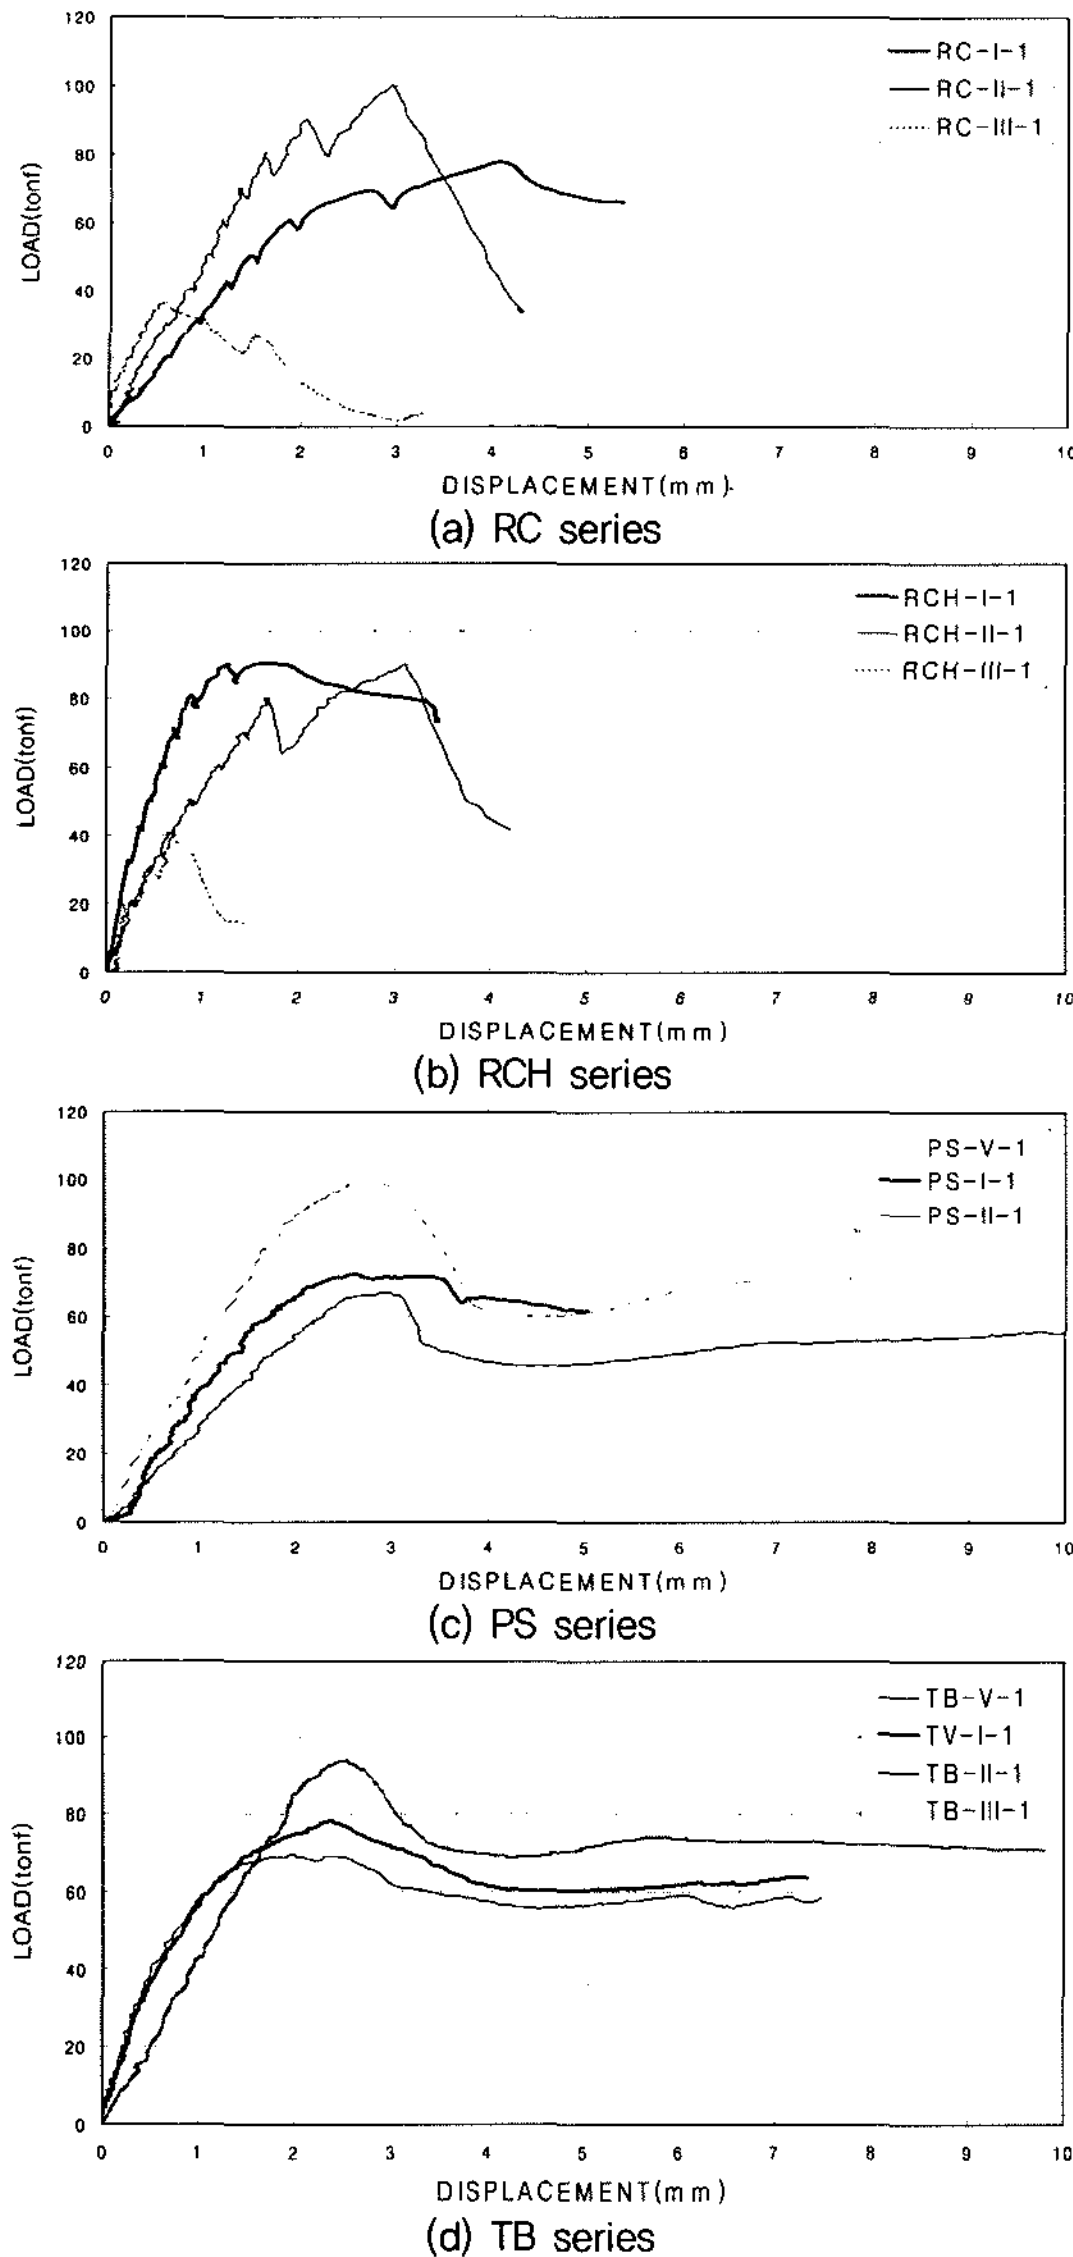 120
100
80
60
40
20
0
LOAD(tonf)
RC-I-1
RC-II-1
RC-III-1
0 1 2 3 4 5 6 7 8 9 10
DISPLACEMENT(mm)
(a) RC series
120
100
80
60
40
20
0
LOAD(tonf)
RCH-I-1
RCH-II-1
RCH-III-1
0 1 2 3 4 5 6 7 8 9 10
DISPLACEMENT(mm)
(b) RCH series
120
100
80
60
40
20
0
LOAD(tonf)
PS-V-1
PS-I-1
PS-II-1
0 1 2 3 4 5 6 7 8 9 10
DISPLACEMENT(mm)
(c) PS series
120
100
80
60
40
20
0
LOAD(tonf)
TB-V-1
TV-I-1
TB-II-1
TB-III-1
0 1 2 3 4 5 6 7 8 9 10
DISPLACEMENT(mm)
(d) TB series